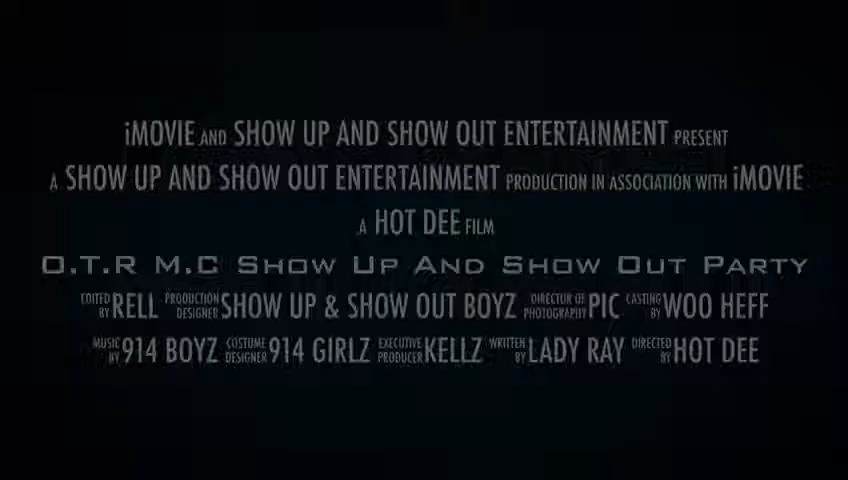 iMOVIE AND SHOW UP AND SHOW OUT ENTERTAINMENT PRESENT
A SHOW UP AND SHOW OUT ENTERTAINMENT PRODUCTION IN ASSOCIATION WITH iMOVIE
A HOT DEE FILM
O.T.R M.C SHOW UP AND SHOW OUT PARTY
EDITED BY RELL PRODUCTION DESIGNER SHOW UP & SHOW OUT BOYZ DIRECTOR OF PHOTOGRAPHY PIC CASTING BY WOO HEFF
MUSIC BY 914 BOYZ COSTUME DESIGNER 914 GIRLZ EXECUTIVE PRODUCER KELLZ WRITTEN BY LADY RAY DIRECTED BY HOT DEE